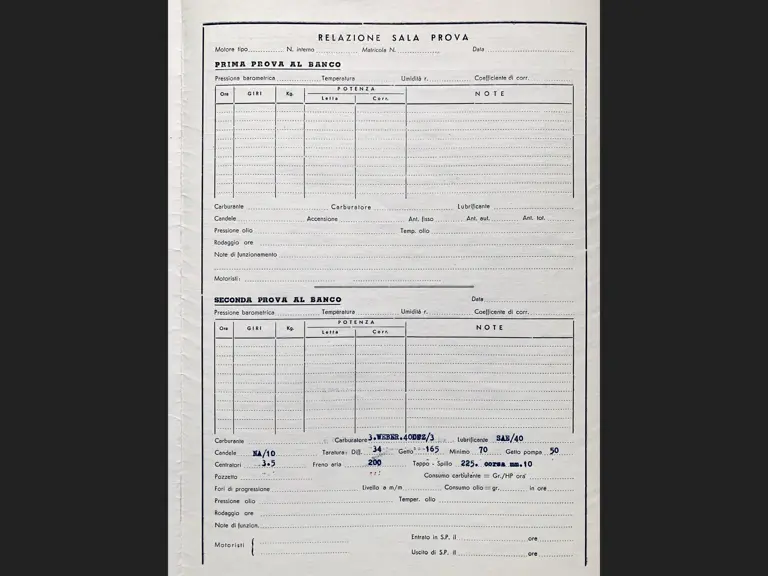 RELAZIONE SALA PROVA
Motore tipo N. interno Matricola N. Data
PRIMA PROVA AL BANCO
Pressione barometrica Temperatura Umidità r. Coefficiente di corr.
Ore GIRI Kg. POTENZA NOTE
Letta Corr.
Carburante Carburatore Lubrificante
Candele Accensione Ant. fisso Ant. aut. Ant. tot.
Pressione olio Temp. olio
Rodaggio ore
Note di funzionamento
Motoristi:
SECONDA PROVA AL BANCO Data
Pressione barometrica Temperatura Umidità r. Coefficente di corr.
Ore GIRI Kg. POTENZA NOTE
Letta Corr.
Carburante Carburatore 3.WEBER.40DFZ/3 Lubrificante SAE/40
Candele NA/10 Taratura: Diff. 34 Getto 165 Minimo 70 Getto pompa 50
Centratori 3.5 Freno aria 200 Tappo - Spillo 225. corsa mm.10
Pozzetto Consumo carburante = Gr./HP ora
Fori di progressione Livello a m/m Consumo olio = gr. in ore
Pressione olio Temper. olio
Rodaggio ore
Note di funzion.
Motoristi { Entrato in S.P. il ore
Uscito di S.P. il ore